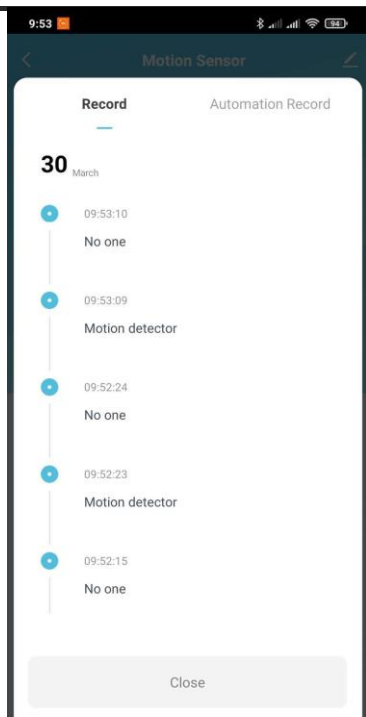 9:53
94
Motion Sensor
Record Automation Record
30 March
09:53:10
No one
09:53:09
Motion detector
09:52:24
No one
09:52:23
Motion detector
09:52:15
No one
Close